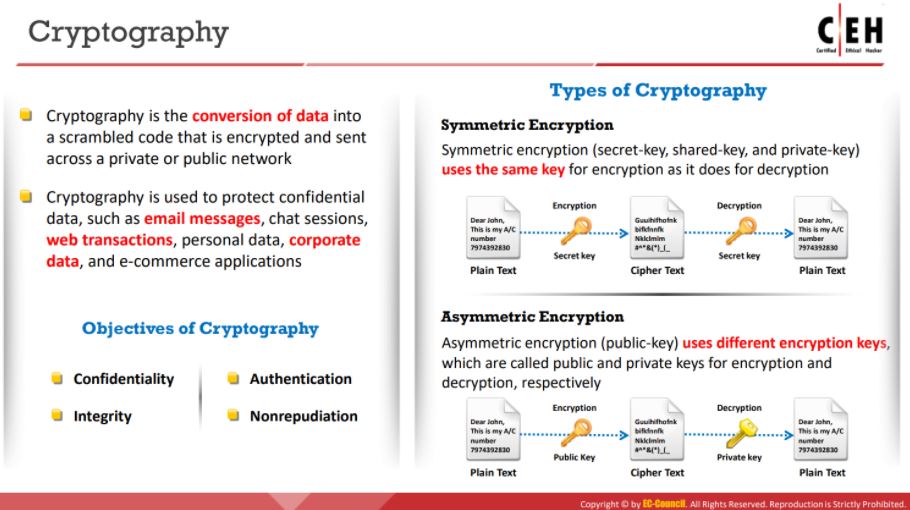 Cryptography
C|EH
Certified Ethical Hacker
Cryptography is the conversion of data into
a scrambled code that is encrypted and sent
across a private or public network
Cryptography is used to protect confidential
data, such as email messages, chat sessions,
web transactions, personal data, corporate
data, and e-commerce applications
Objectives of Cryptography
Confidentiality
Authentication
Integrity
Nonrepudiation
Types of Cryptography
Symmetric Encryption
Symmetric encryption (secret-key, shared-key, and private-key)
uses the same key for encryption as it does for decryption
Dear John,
This is my A/C
number
7974392830
Plain Text
Encryption
Secret key
Guuihifhofnk
bifkfnnfk
Nklclmlm
#^*&(*)_(_
Cipher Text
Decryption
Secret key
Dear John,
This is my A/C
number
7974392830
Plain Text
Asymmetric Encryption
Asymmetric encryption (public-key) uses different encryption keys,
which are called public and private keys for encryption and
decryption, respectively
Dear John,
This is my A/C
number
7974392830
Plain Text
Encryption
Public Key
Guuihifhofnk
bifkfnnfk
Nklclmlm
#^*&(*)_(_
Cipher Text
Decryption
Private key
Dear John,
This is my A/C
number
7974392830
Plain Text
Copyright © by EC-Council. All Rights Reserved. Reproduction is Strictly Prohibited.